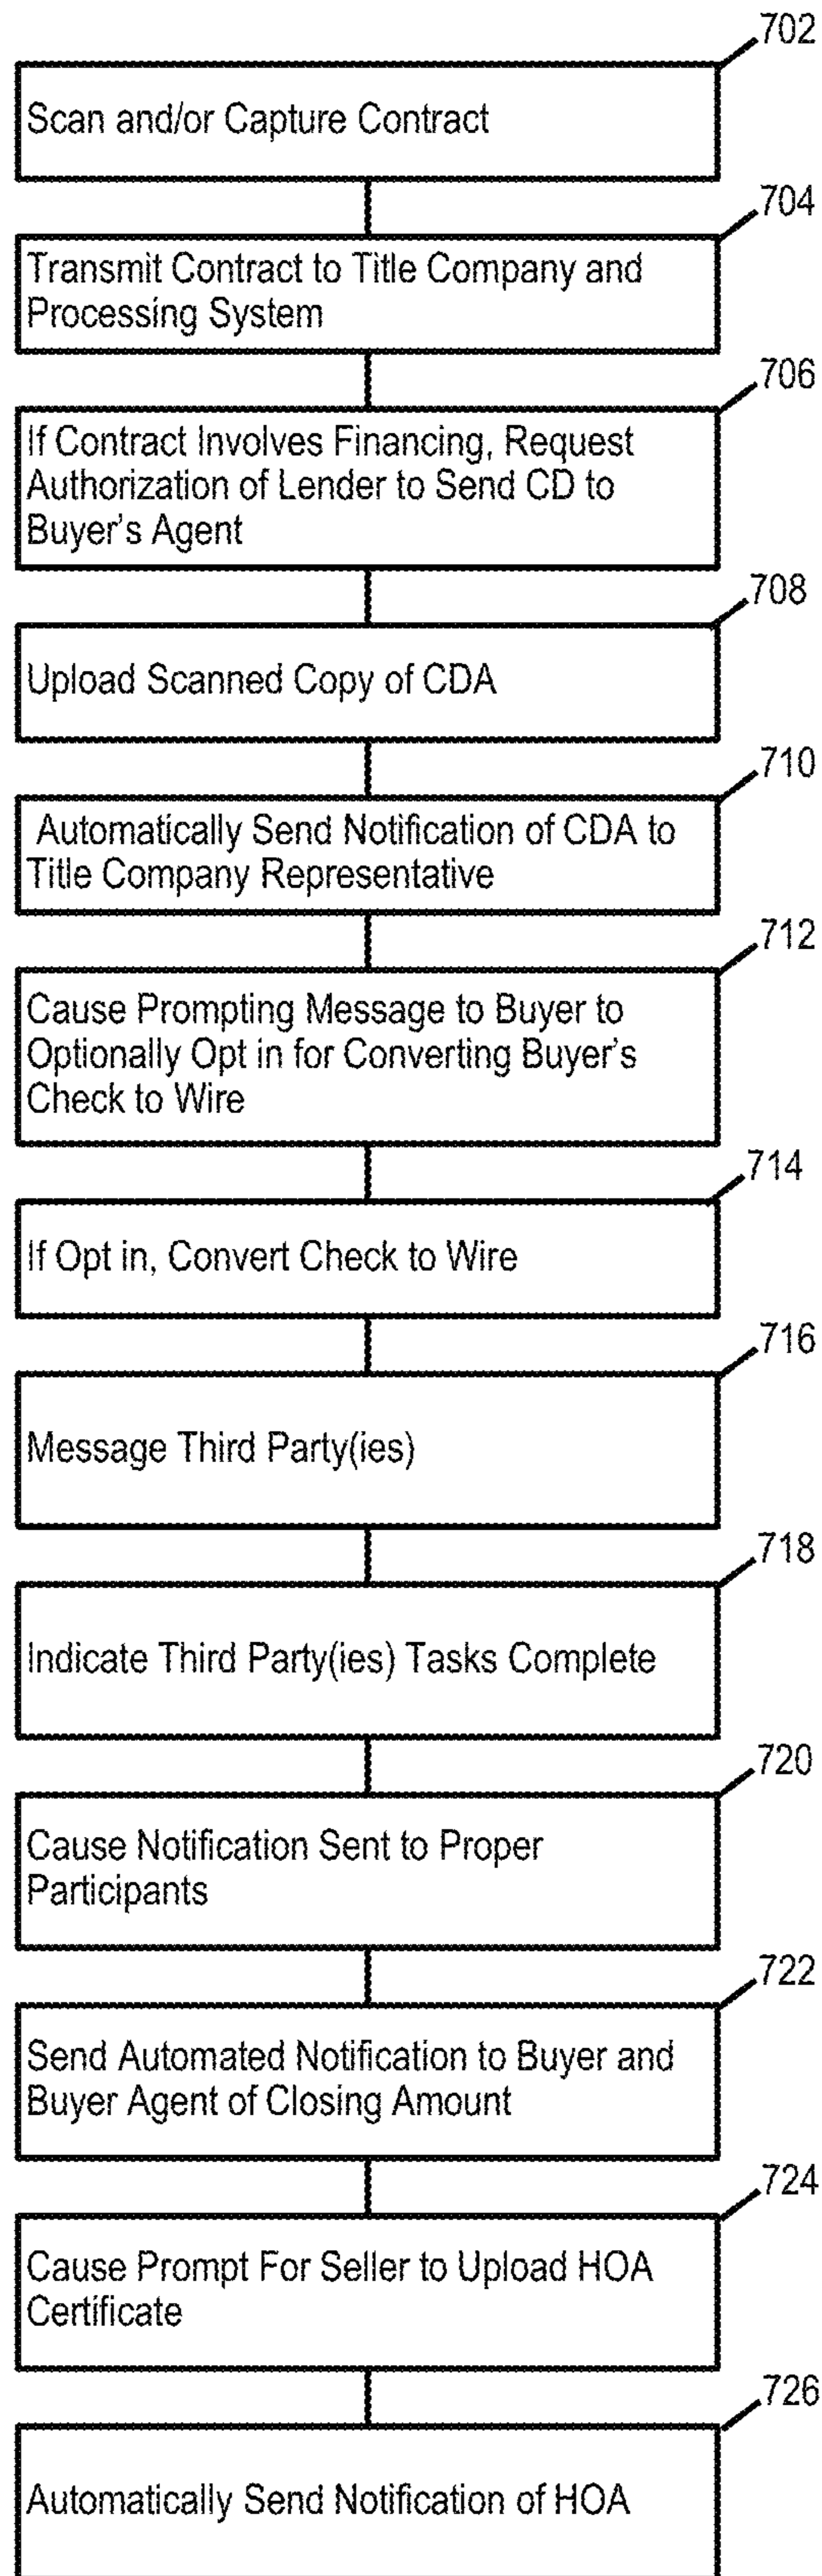 702
Scan and/or Capture Contract
704
Transmit Contract to Title Company and
Processing System
706
If Contract Involves Financing, Request
Authorization of Lender to Send CD to
Buyer's Agent
708
Upload Scanned Copy of CDA
710
Automatically Send Notification of CDA to
Title Company Representative
712
Cause Prompting Message to Buyer to
Optionally Opt in for Converting Buyer's
Check to Wire
714
If Opt in, Convert Check to Wire
716
Message Third Party(ies)
718
Indicate Third Party(ies) Tasks Complete
720
Cause Notification Sent to Proper
Participants
722
Send Automated Notification to Buyer and
Buyer Agent of Closing Amount
724
Cause Prompt For Seller to Upload HOA
Certificate
726
Automatically Send Notification of HOA